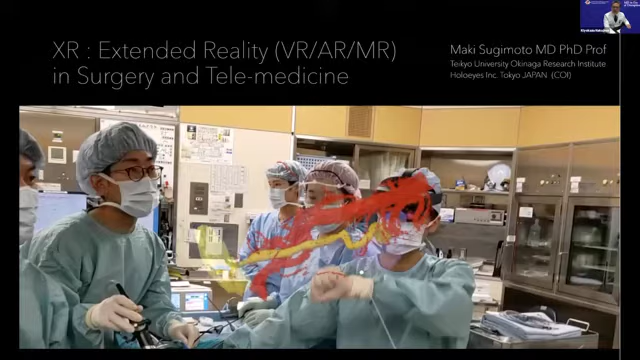 XR : Extended Reality (VR/AR/MR)
in Surgery and Tele-medicine
Maki Sugimoto MD PhD Prof
Teikyo University Okinaga Research Institute
Holoeyes Inc. Tokyo JAPAN (COI)